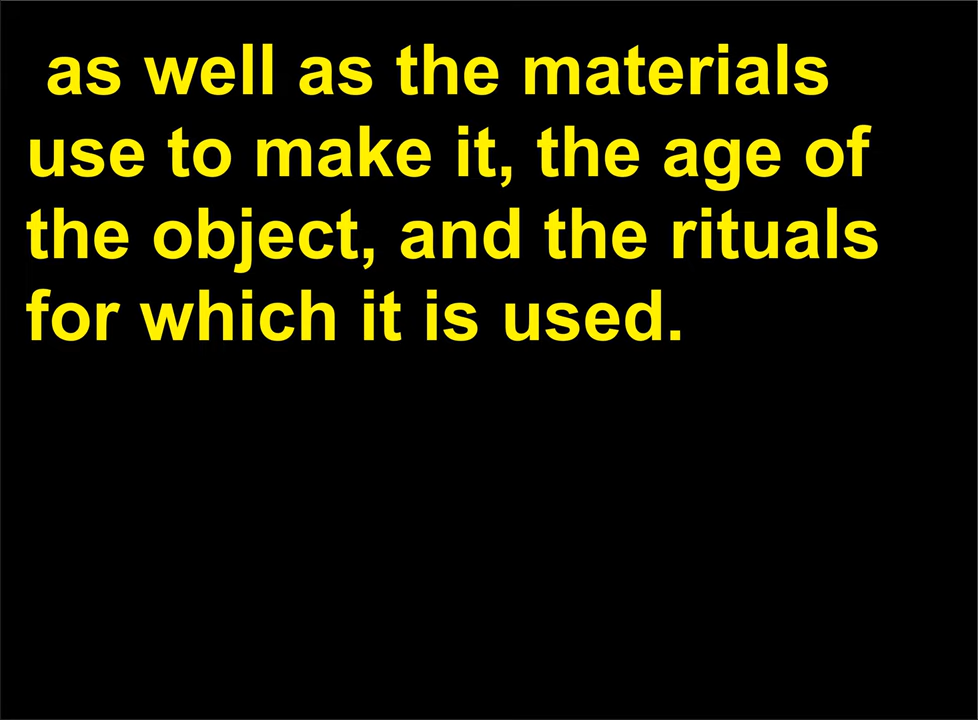 as well as the materials
use to make it, the age of
the object, and the rituals
for which it is used.